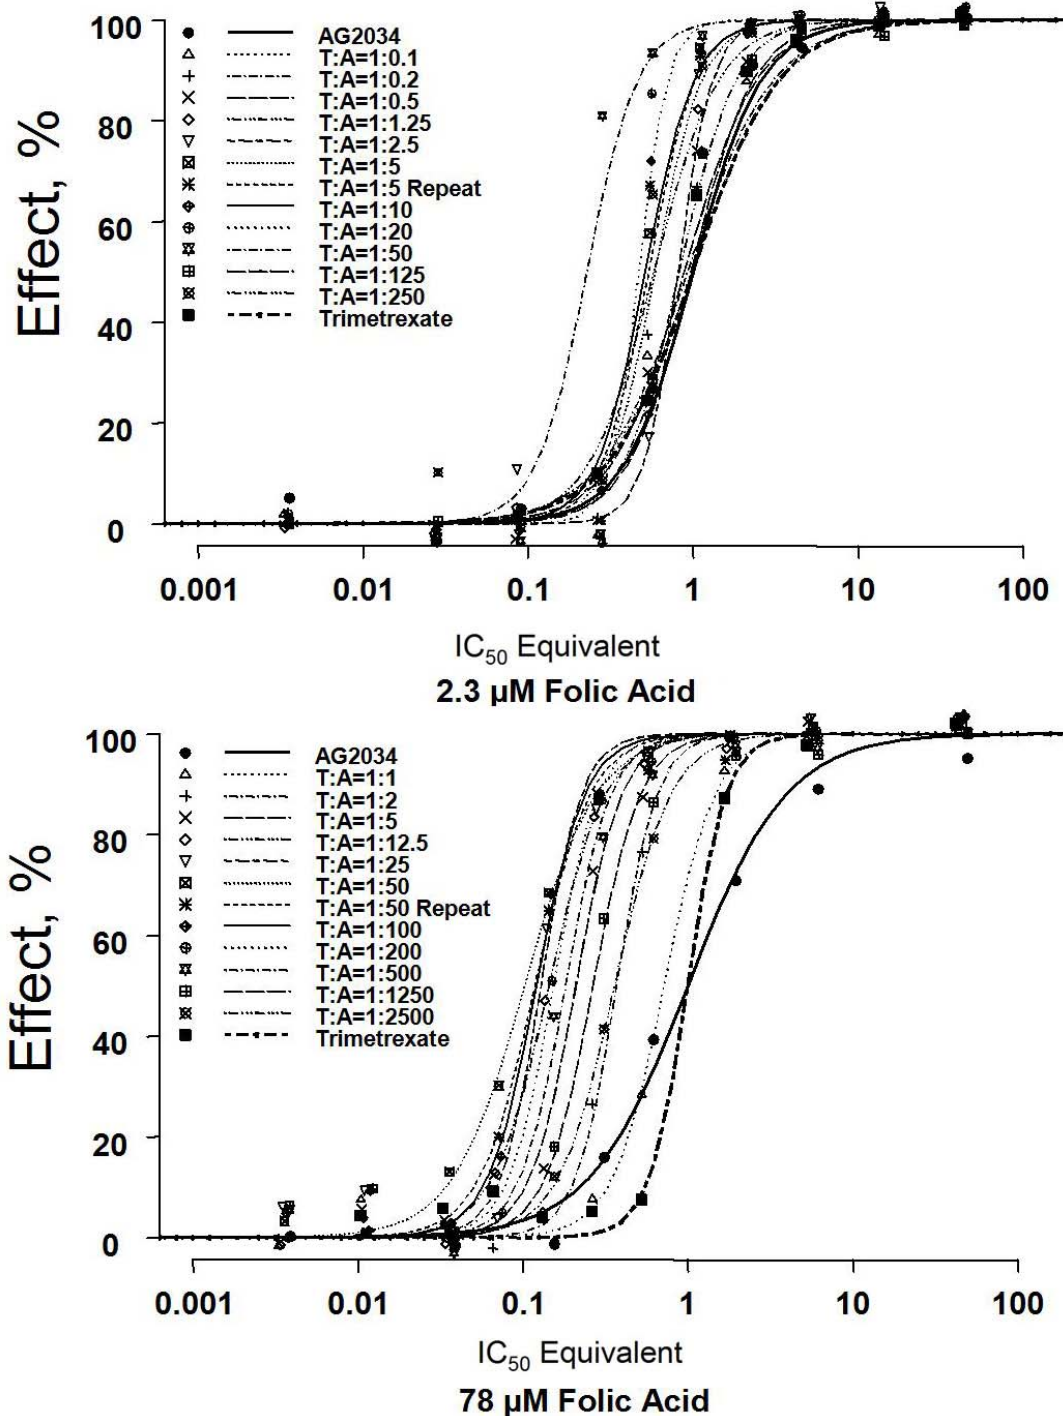 100
80
60
40
20
0
Effect, %
AG2034
T:A=1:0.1
T:A=1:0.2
T:A=1:0.5
T:A=1:1.25
T:A=1:2.5
T:A=1:5
T:A=1:5 Repeat
T:A=1:10
T:A=1:20
T:A=1:50
T:A=1:125
T:A=1:250
Trimetrexate
0.001 0.01 0.1 1 10 100
IC50 Equivalent
2.3 µM Folic Acid
100
80
60
40
20
0
Effect, %
AG2034
T:A=1:1
T:A=1:2
T:A=1:5
T:A=1:12.5
T:A=1:25
T:A=1:50
T:A=1:50 Repeat
T:A=1:100
T:A=1:200
T:A=1:500
T:A=1:1250
T:A=1:2500
Trimetrexate
0.001 0.01 0.1 1 10 100
IC50 Equivalent
78 µM Folic Acid